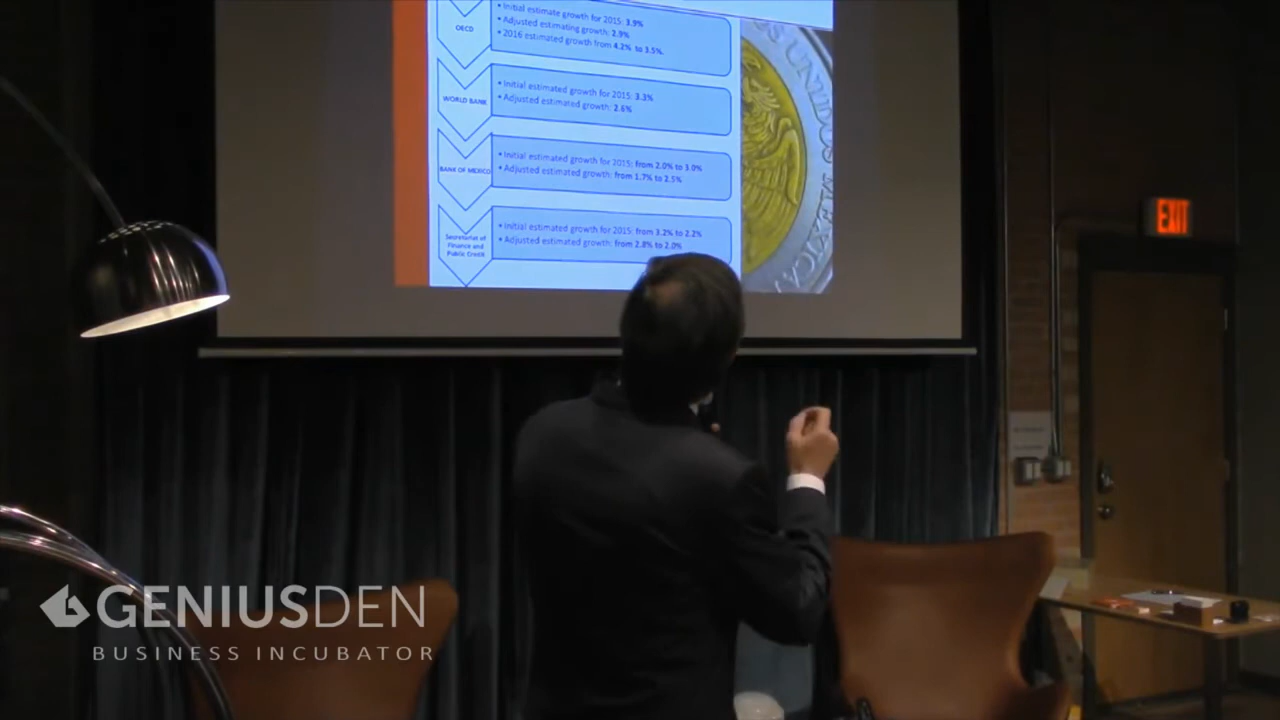 OECD
• Initial estimate growth for 2015: 3.9%
• Adjusted estimating growth: 2.9%
• 2016 estimated growth from 4.2% to 3.5%.
WORLD BANK
• Initial estimated growth for 2015: 3.3%
• Adjusted estimated growth: 2.6%
BANK OF MEXICO
• Initial estimated growth for 2015: from 2.0% to 3.0%
• Adjusted estimated growth: from 1.7% to 2.5%
Secretariat of
Finance and
Public Credit
• Initial estimated growth for 2015: from 3.2% to 2.2%
• Adjusted estimated growth: from 2.8% to 2.0%
UNIDOS MEXICA
EXIT
GENIUSDEN
BUSINESS INCUBATOR